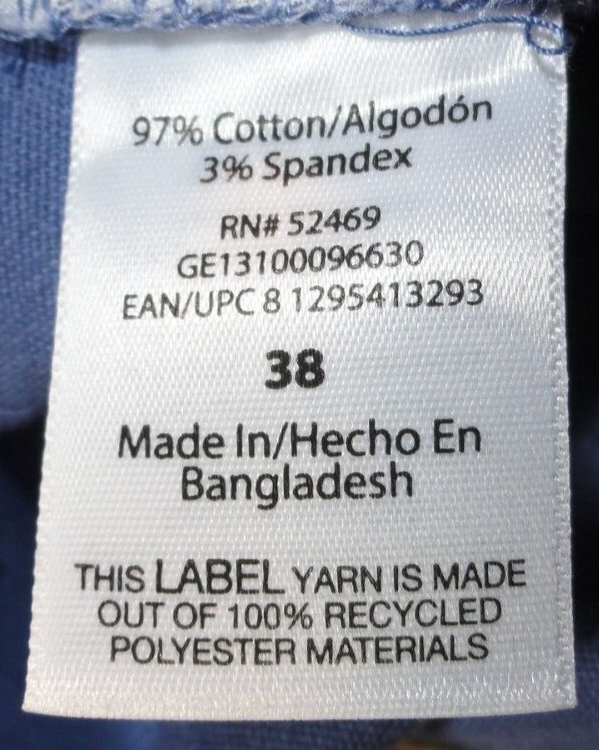 97% Cotton/Algodón
3% Spandex
RN# 52469
GE13100096630
EAN/UPC 8 1295413293
38
Made In/Hecho En
Bangladesh
THIS LABEL YARN IS MADE
OUT OF 100% RECYCLED
POLYESTER MATERIALS